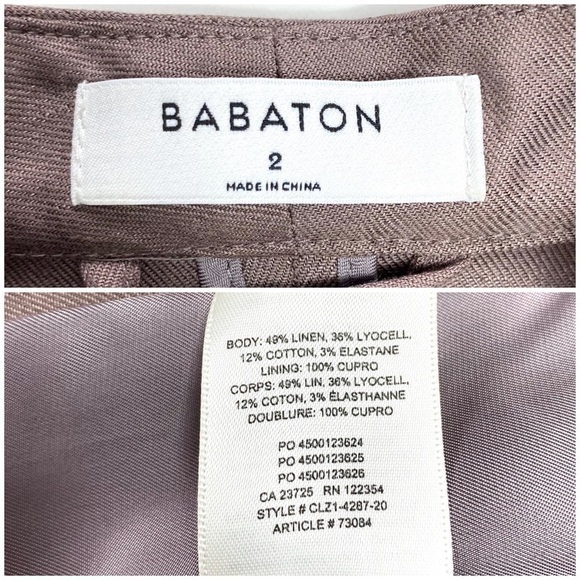 BABATON
2
MADE IN CHINA
BODY: 49% LINEN, 36% LYOCELL,
12% COTTON, 3% ELASTANE
LINING: 100% CUPRO
CORPS: 49% LIN, 36% LYOCELL,
12% COTON, 3% ÉLASTHANNE
DOUBLURE: 100% CUPRO
PO 4500123624
PO 4500123625
PO 4500123626
CA 23725 RN 122354
STYLE # CLZ1-4287-20
ARTICLE # 73084